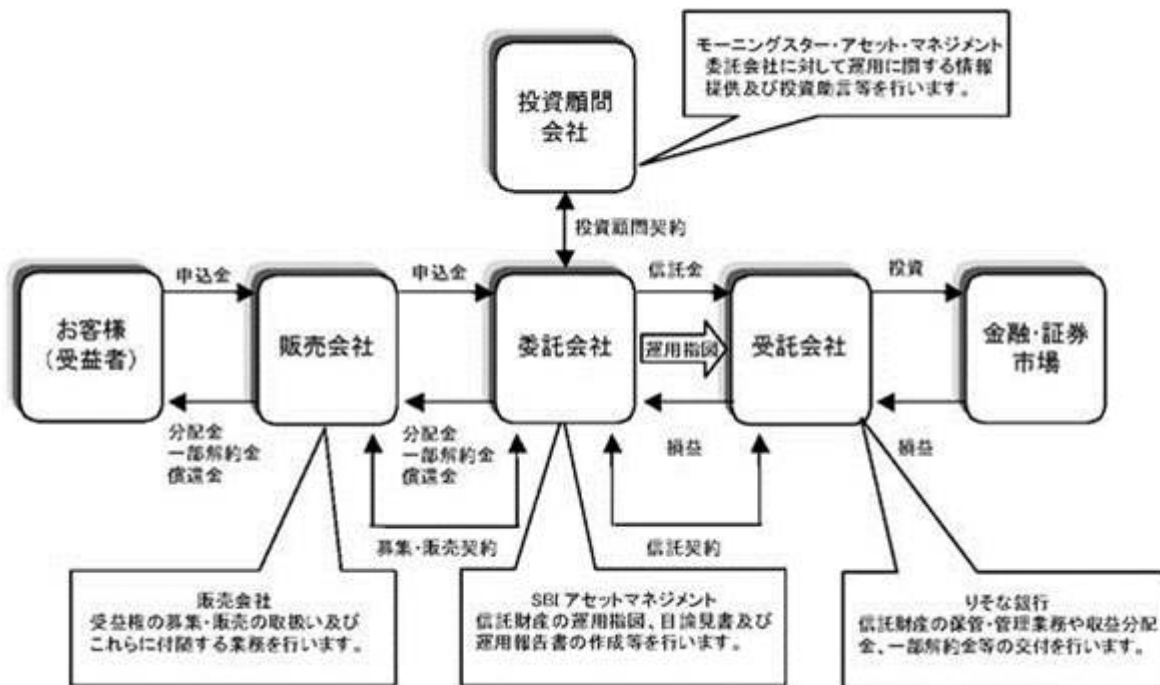 モーニングスター・アセット・マネジメント
委託会社に対して運用に関する情報
提供及び投資助言等を行います。
投資顧問
会社
投資顧問契約
申込金
申込金
信託金
投資
お客様
（受益者）
販売会社
委託会社
運用指図
受託会社
金融・証券
市場
分配金
一部解約金
償還金
分配金
一部解約金
償還金
損益
損益
募集・販売契約
信託契約
販売会社
受益権の募集・販売の取扱い及び
これらに付随する業務を行います。
SBIアセットマネジメント
信託財産の運用指図、目論見書及び
運用報告書の作成等を行います。
りそな銀行
信託財産の保管・管理業務や収益分配
金、一部解約金等の交付を行います。